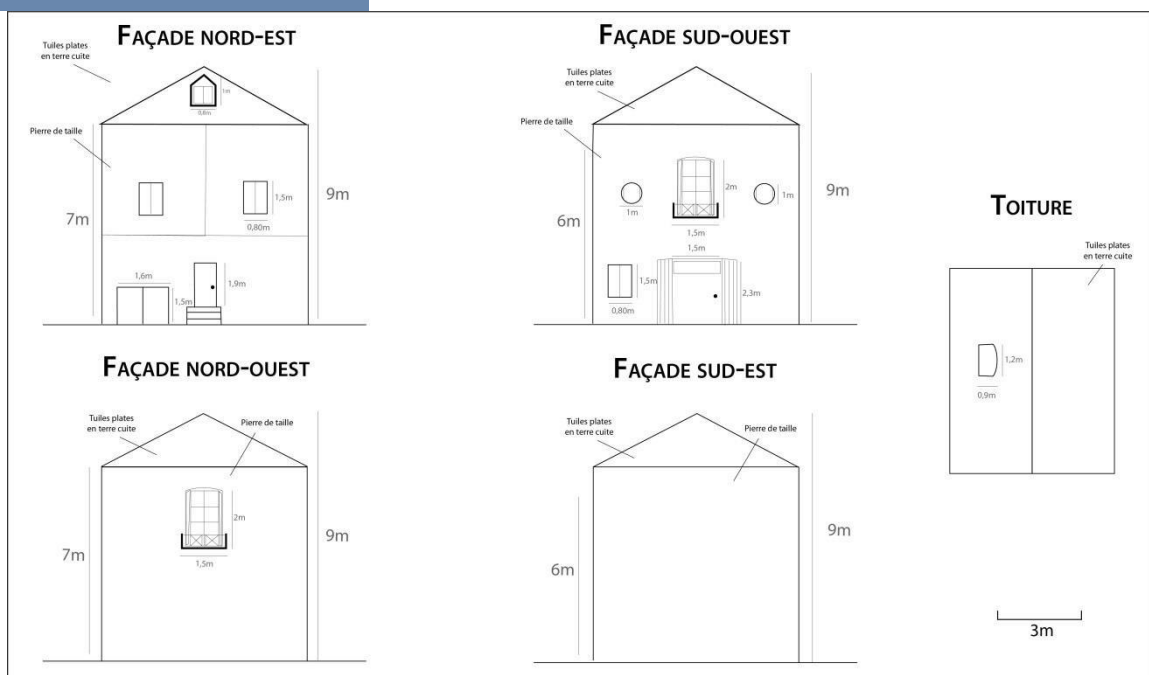 FAÇADE NORD-EST
Tuiles plates
en terre cuite
1m
0,8m
Pierre de taille
7m
9m
1,5m
0,80m
1,6m
1,5m
1,9m
FAÇADE SUD-OUEST
Tuiles plates
en terre cuite
Pierre de taille
6m
9m
1m
2m
1m
1,5m
1,5m
1,5m
0,80m
2,3m
TOITURE
Tuiles plates
en terre cuite
1,2m
0,9m
3m
FAÇADE NORD-OUEST
Tuiles plates
en terre cuite
Pierre de taille
7m
9m
2m
1,5m
FAÇADE SUD-EST
Tuiles plates
en terre cuite
Pierre de taille
6m
9m